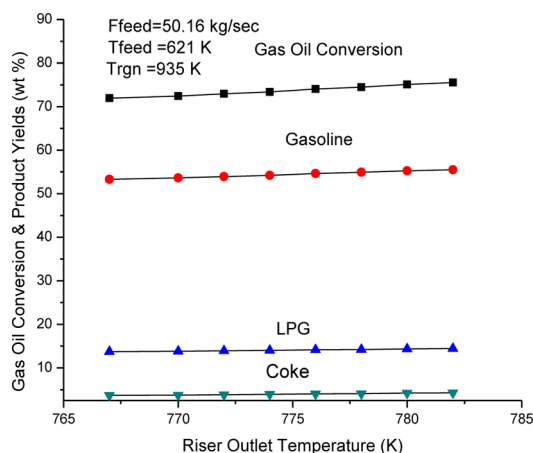 Ffeed=50.16 kg/sec
Tfeed =621 K
Gas Oil Conversion
Trgn =935 K
Gasoline
LPG
Coke
90
80
70
60
50
40
30
20
10
765
770
775
780
785
Riser Outlet Temperature (K)
Gas Oil Conversion & Product Yields (wt %)